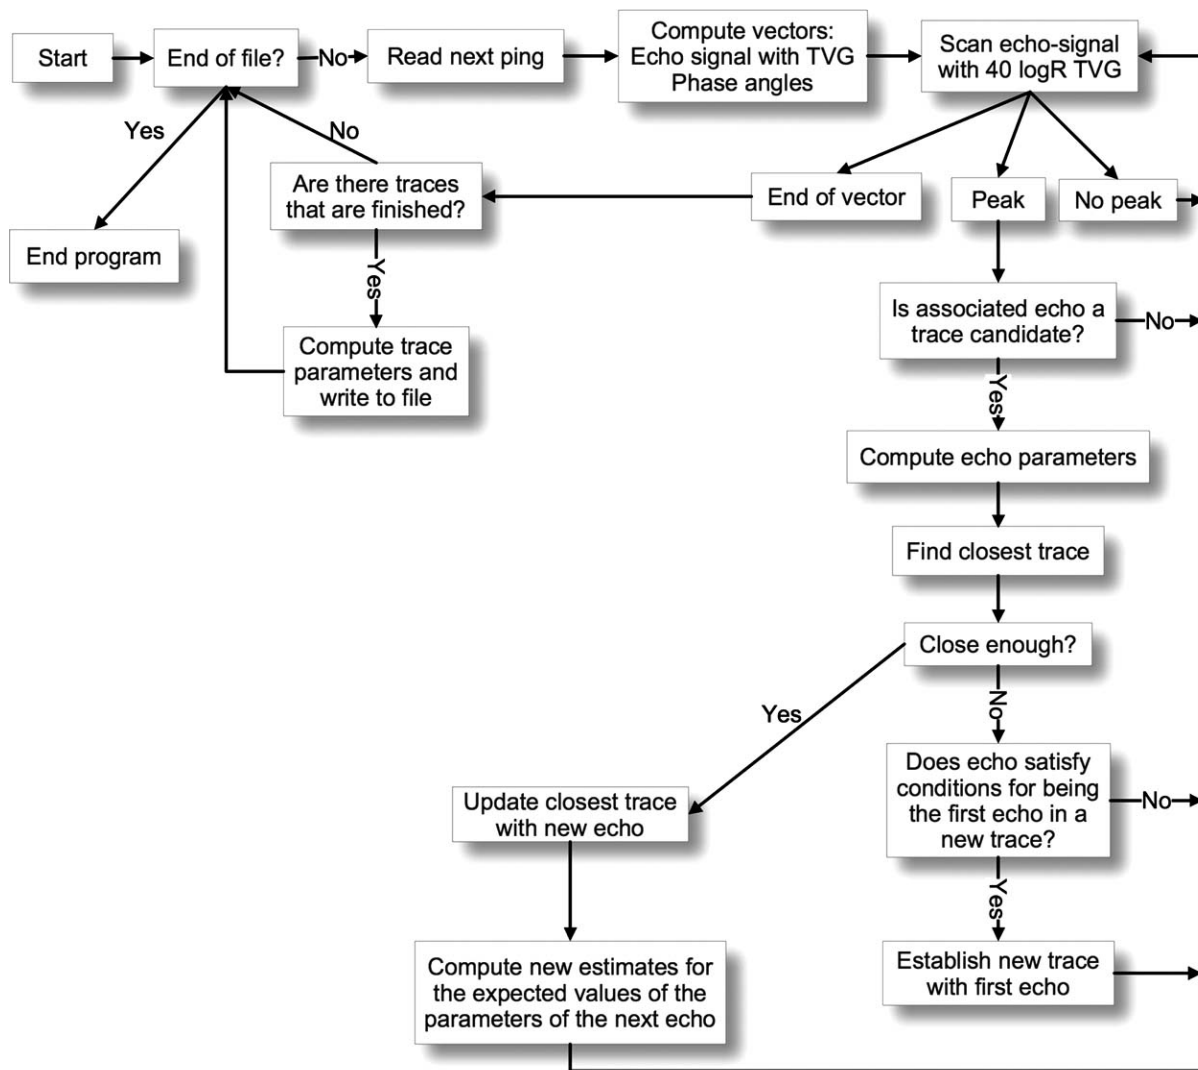 Start
End of file?
No
Read next ping
Compute vectors:
Echo signal with TVG
Phase angles
Scan echo-signal
with 40 logR TVG
Yes
No
Are there traces
that are finished?
End of vector
Peak
No peak
End program
Yes
Is associated echo a
trace candidate?
No
Compute trace
parameters and
write to file
Yes
Compute echo parameters
Find closest trace
Close enough?
Yes
No
Does echo satisfy
conditions for being
the first echo in a
new trace?
No
Update closest trace
with new echo
Yes
Compute new estimates for
the expected values of the
parameters of the next echo
Establish new trace
with first echo